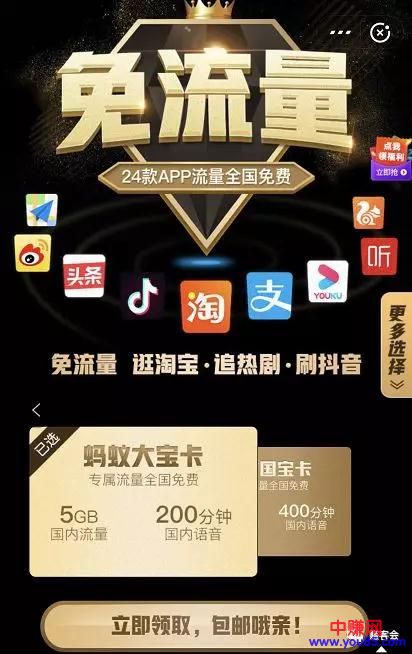 免流量
24款APP流量全国免费
点我
领福利
立即抢
头条
淘
支
YOUKU
听
更多选择
免流量 逛淘宝·追热剧·刷抖音
已选
蚂蚁大宝卡
专属流量全国免费
5GB
国内流量
200分钟
国内语音
国宝卡
量全国免费
400分钟
国内语音
立即领取，包邮哦亲！
中赚网
客会
www.you85.com